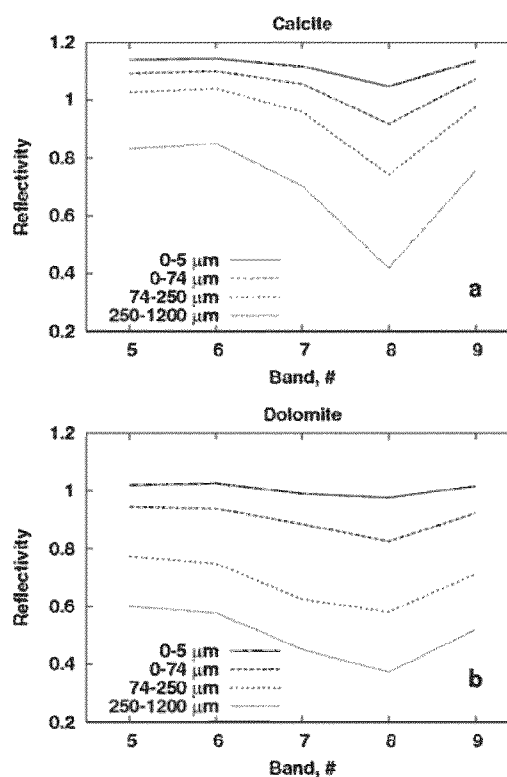 Calcite
1.2
1
0.8
0.6
0.4
0.2
Reflectivity
0-5 μm
0-74 μm
74-250 μm
250-1200 μm
a
5 6 7 8 9
Band, #
Dolomite
1.2
1
0.8
0.6
0.4
0.2
Reflectivity
0-5 μm
0-74 μm
74-250 μm
250-1200 μm
b
5 6 7 8 9
Band, #